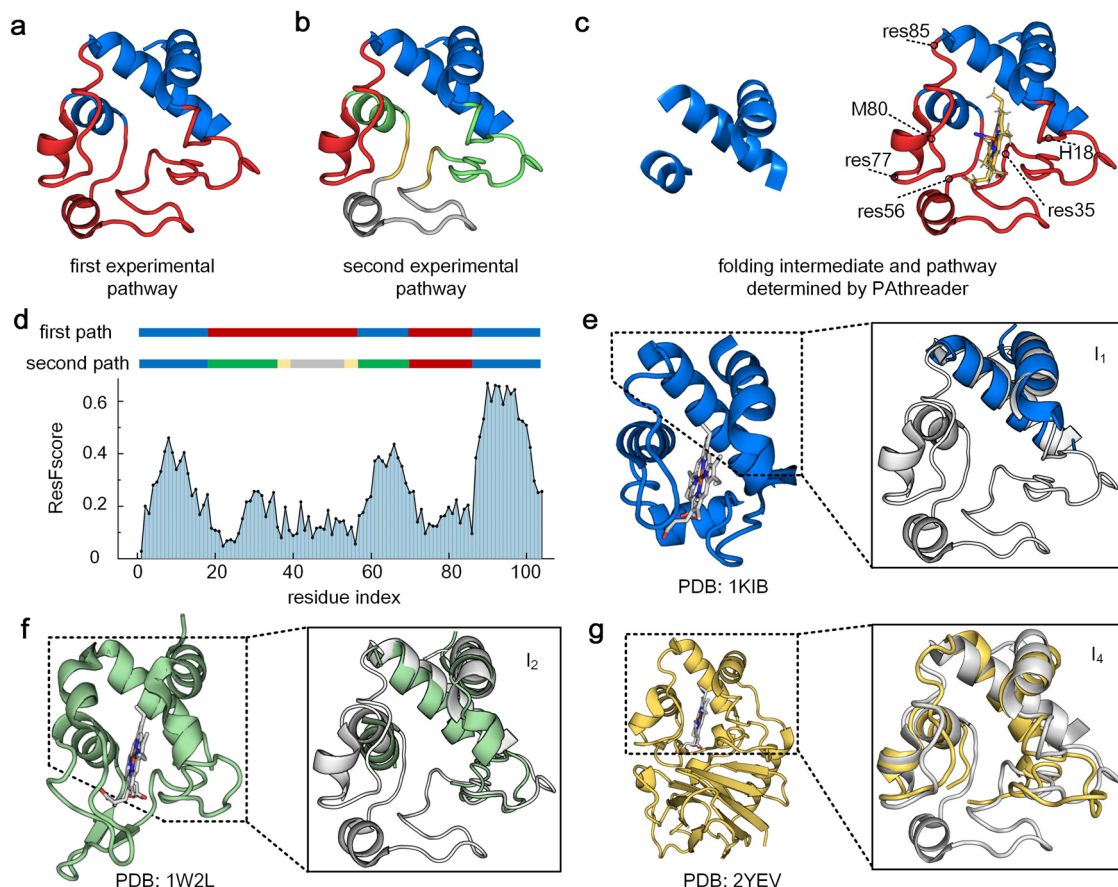 a
b
c
res85
M80
H18
res77
res56
res35
first experimental
pathway
second experimental
pathway
folding intermediate and pathway
determined by PAthreader
d
first path
second path
0.6
0.4
0.2
0
ResFscore
0 20 40 60 80 100
residue index
e
I1
PDB: 1KIB
f
I2
PDB: 1W2L
g
I4
PDB: 2YEV